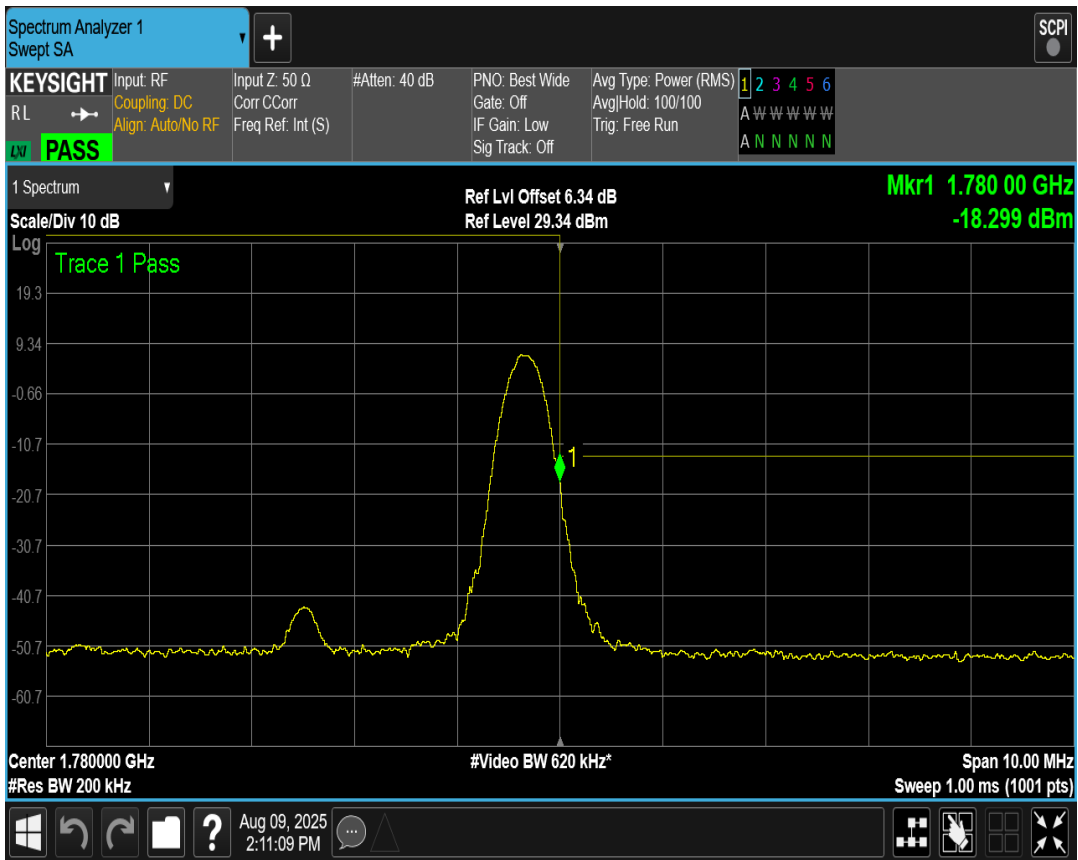 Spectrum Analyzer 1
Swept SA
SCPI
KEYSIGHT
RL
LXI PASS
Input: RF
Coupling: DC
Align: Auto/No RF
Input Z: 50 Ω
Corr CCorr
Freq Ref: Int (S)
#Atten: 40 dB
PNO: Best Wide
Gate: Off
IF Gain: Low
Sig Track: Off
Avg Type: Power (RMS)
Avg|Hold: 100/100
Trig: Free Run
1 2 3 4 5 6
A W W W W W
A N N N N N
1 Spectrum
Scale/Div 10 dB
Ref Lvl Offset 6.34 dB
Ref Level 29.34 dBm
Mkr1 1.780 00 GHz
-18.299 dBm
Log
Trace 1 Pass
19.3
9.34
-0.66
-10.7
1
-20.7
-30.7
-40.7
-50.7
-60.7
Center 1.780000 GHz
#Res BW 200 kHz
#Video BW 620 kHz*
Span 10.00 MHz
Sweep 1.00 ms (1001 pts)
?
Aug 09, 2025
2:11:09 PM